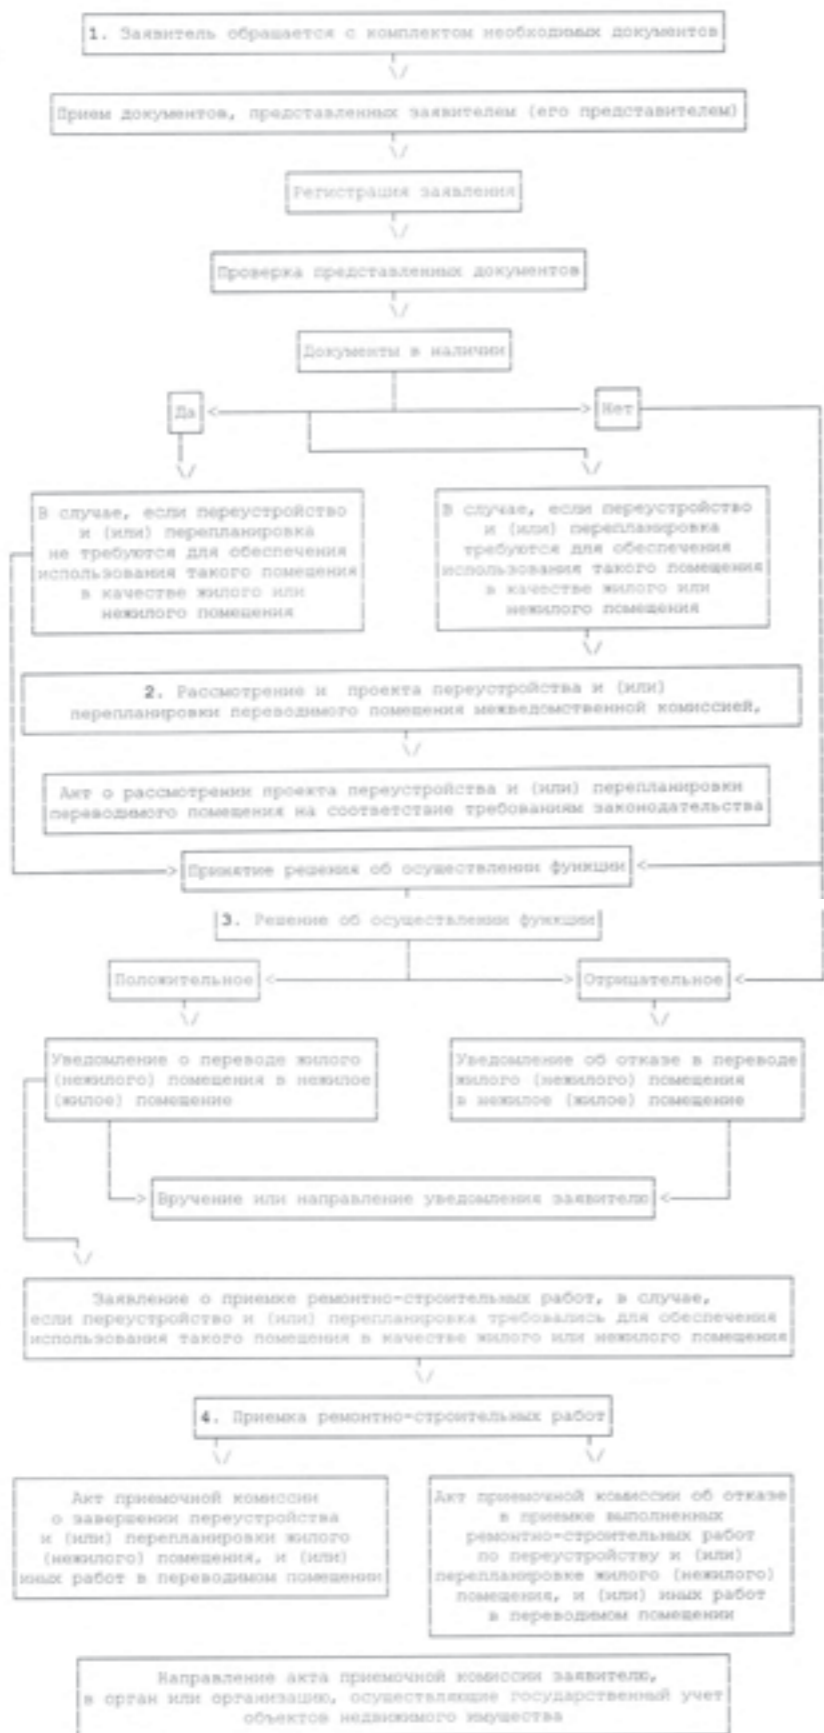 1. Заявитель обращается с комплектом необходимых документов
Прием документов, представленных заявителем (его представителем)
Регистрация заявления
Проверка представленных документов
Документы в наличии
Да
Нет
В случае, если переустройство
и (или) перепланировка
не требуются для обеспечения
использования такого помещения
в качестве жилого или
нежилого помещения
В случае, если переустройство
и (или) перепланировка
требуются для обеспечения
использования такого помещения
в качестве жилого или
нежилого помещения
2. Рассмотрение и проекта переустройства и (или)
перепланировки переводимого помещения межведомственной комиссией,
Акт о рассмотрении проекта переустройства и (или) перепланировки
переводимого помещения на соответствие требованиям законодательства
Принятие решения об осуществлении функции
3. Решение об осуществлении функции
Положительное
Отрицательное
Уведомление о переводе жилого
(нежилого) помещения в нежилое
(жилое) помещение
Уведомление об отказе в переводе
жилого (нежилого) помещения
в нежилое (жилое) помещение
Вручение или направление уведомления заявителю
Заявление о приемке ремонтно-строительных работ, в случае,
если переустройство и (или) перепланировка требовались для обеспечения
использования такого помещения в качестве жилого или нежилого помещения
4. Приемка ремонтно-строительных работ
Акт приемочной комиссии
о завершении переустройства
и (или) перепланировки жилого
(нежилого) помещения, и (или)
иных работ в переводимом помещении
Акт приемочной комиссии об отказе
в приемке выполненных
ремонтно-строительных работ
по переустройству и (или)
перепланировке жилого (нежилого)
помещения, и (или) иных работ
в переводимом помещении
Направление акта приемочной комиссии заявителю,
в орган или организацию, осуществляющие государственный учет
объектов недвижимого имущества